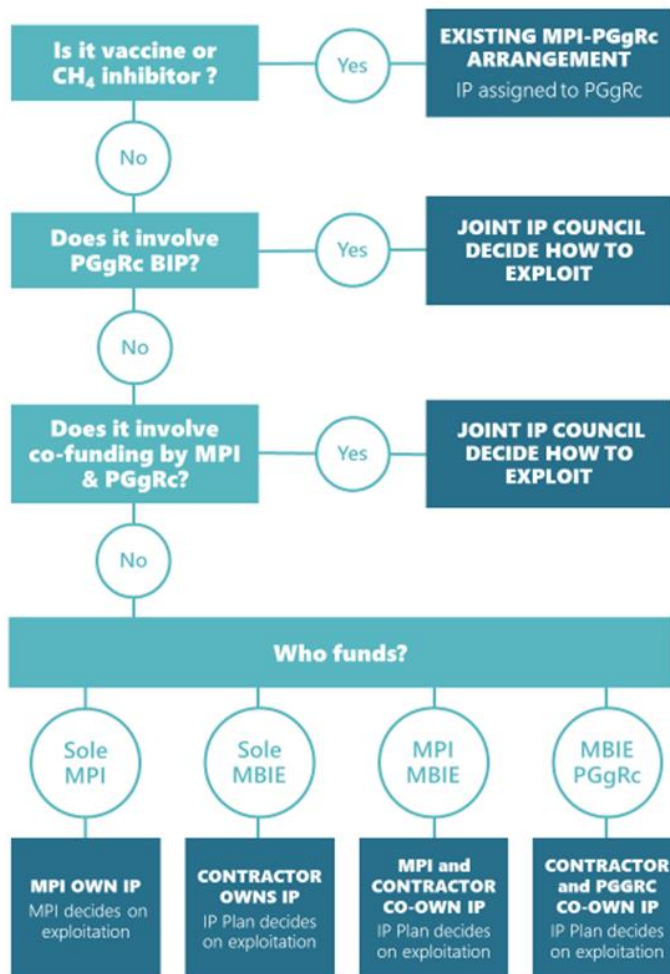 Is it vaccine or
CH₄ inhibitor ?
Yes
EXISTING MPI-PGgRc
ARRANGEMENT
IP assigned to PGgRc
No
Does it involve
PGgRc BIP?
Yes
JOINT IP COUNCIL
DECIDE HOW TO
EXPLOIT
No
Does it involve
co-funding by MPI
& PGgRc?
Yes
JOINT IP COUNCIL
DECIDE HOW TO
EXPLOIT
No
Who funds?
Sole
MPI
Sole
MBIE
MPI
MBIE
MBIE
PGgRc
MPI OWN IP
MPI decides on
exploitation
CONTRACTOR
OWNS IP
IP Plan decides
on exploitation
MPI and
CONTRACTOR
CO-OWN IP
IP Plan decides
on exploitation
CONTRACTOR
and PGGRC
CO-OWN IP
IP Plan decides
on exploitation